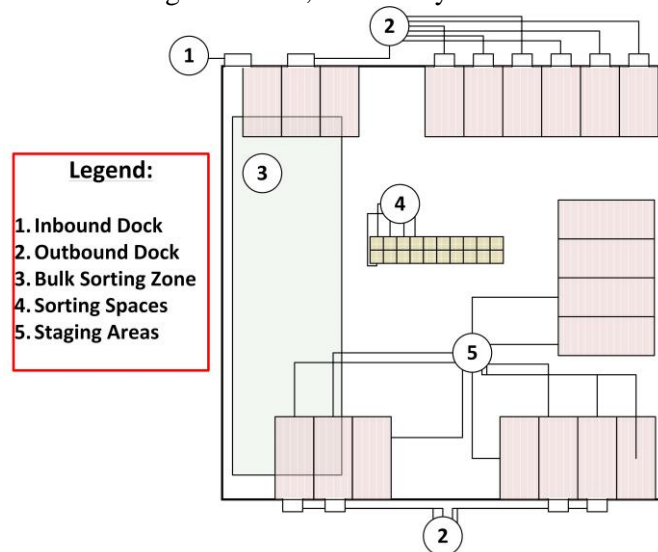 2
1
3
4
Legend:
1. Inbound Dock
2. Outbound Dock
3. Bulk Sorting Zone
4. Sorting Spaces
5. Staging Areas
5
2